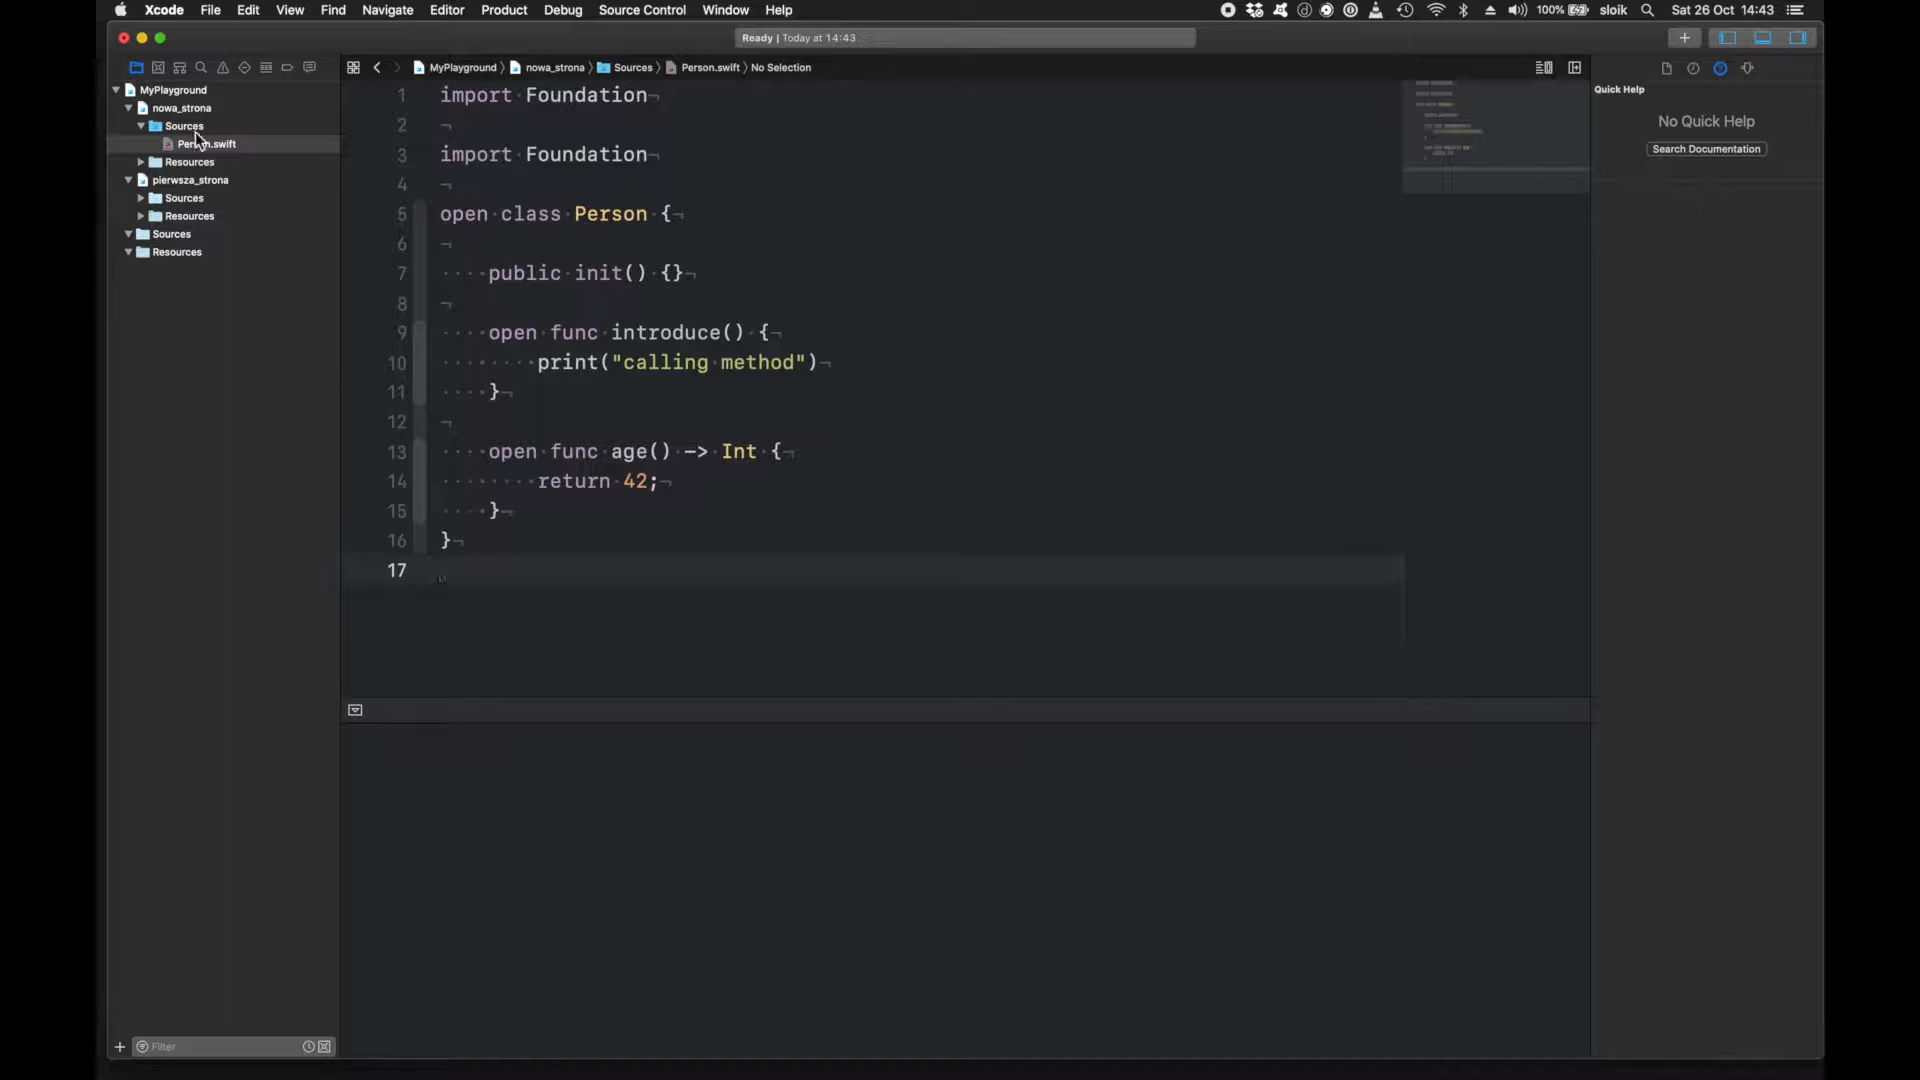 Xcode File Edit View Find Navigate Editor Product Debug Source Control Window Help 100% sloik Sat 26 Oct 14:43
Ready | Today at 14:43
MyPlayground nowa_strona Sources Person.swift No Selection
MyPlayground
nowa_strona
Sources
Person.swift
Resources
pierwsza_strona
Sources
Resources
Sources
Resources
1 import Foundation
2
3 import Foundation
4
5 open class Person {
6
7 public init() {}
8
9 open func introduce() {
10 print("calling method")
11 }
12
13 open func age() -> Int {
14 return 42;
15 }
16 }
17
Quick Help
No Quick Help
Search Documentation
Filter